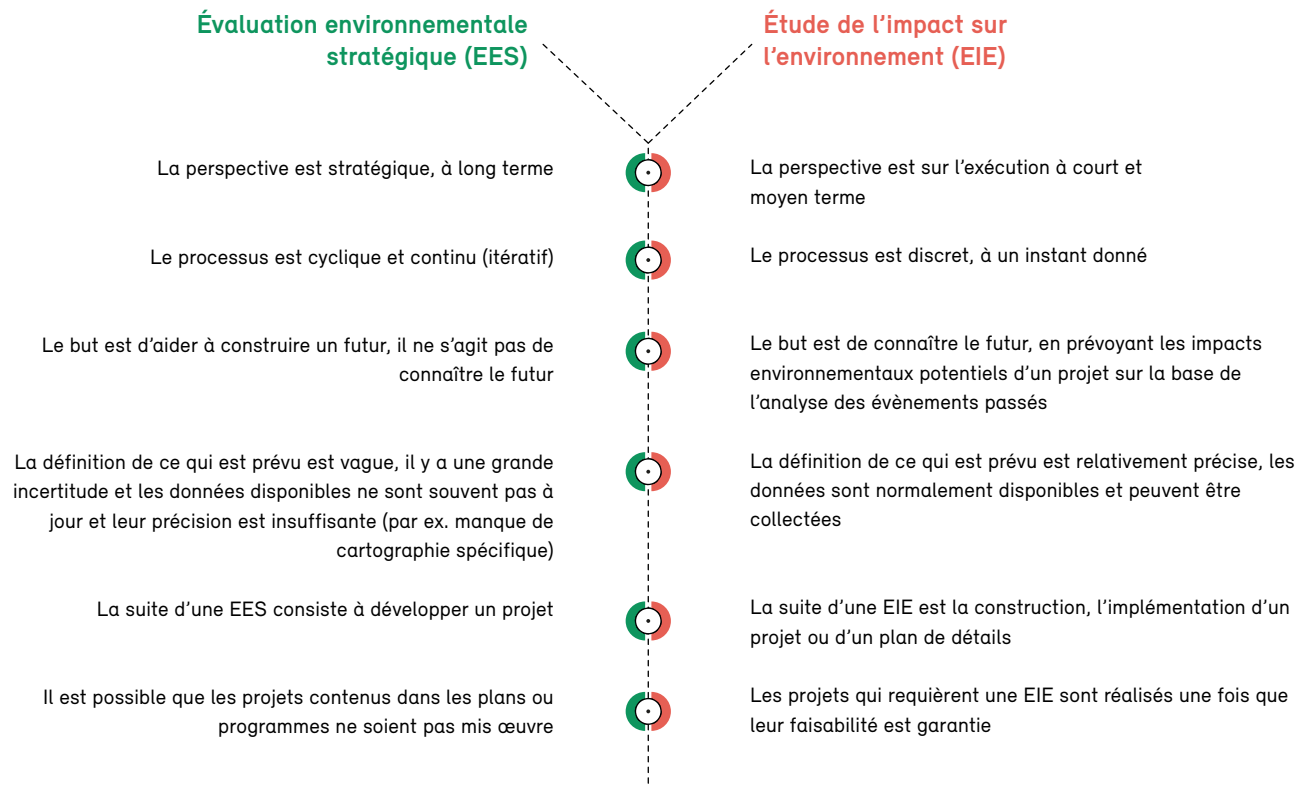 Évaluation environnementale
stratégique (EES)
Étude de l'impact sur
l'environnement (EIE)
La perspective est stratégique, à long terme
La perspective est sur l'exécution à court et
moyen terme
Le processus est cyclique et continu (itératif)
Le processus est discret, à un instant donné
Le but est d'aider à construire un futur, il ne s'agit pas de
connaître le futur
Le but est de connaître le futur, en prévoyant les impacts
environnementaux potentiels d'un projet sur la base de
l'analyse des évènements passés
La définition de ce qui est prévu est vague, il y a une grande
incertitude et les données disponibles ne sont souvent pas à
jour et leur précision est insuffisante (par ex. manque de
cartographie spécifique)
La définition de ce qui est prévu est relativement précise, les
données sont normalement disponibles et peuvent être
collectées
La suite d'une EES consiste à développer un projet
La suite d'une EIE est la construction, l'implémentation d'un
projet ou d'un plan de détails
Il est possible que les projets contenus dans les plans ou
programmes ne soient pas mis œuvre
Les projets qui requièrent une EIE sont réalisés une fois que
leur faisabilité est garantie